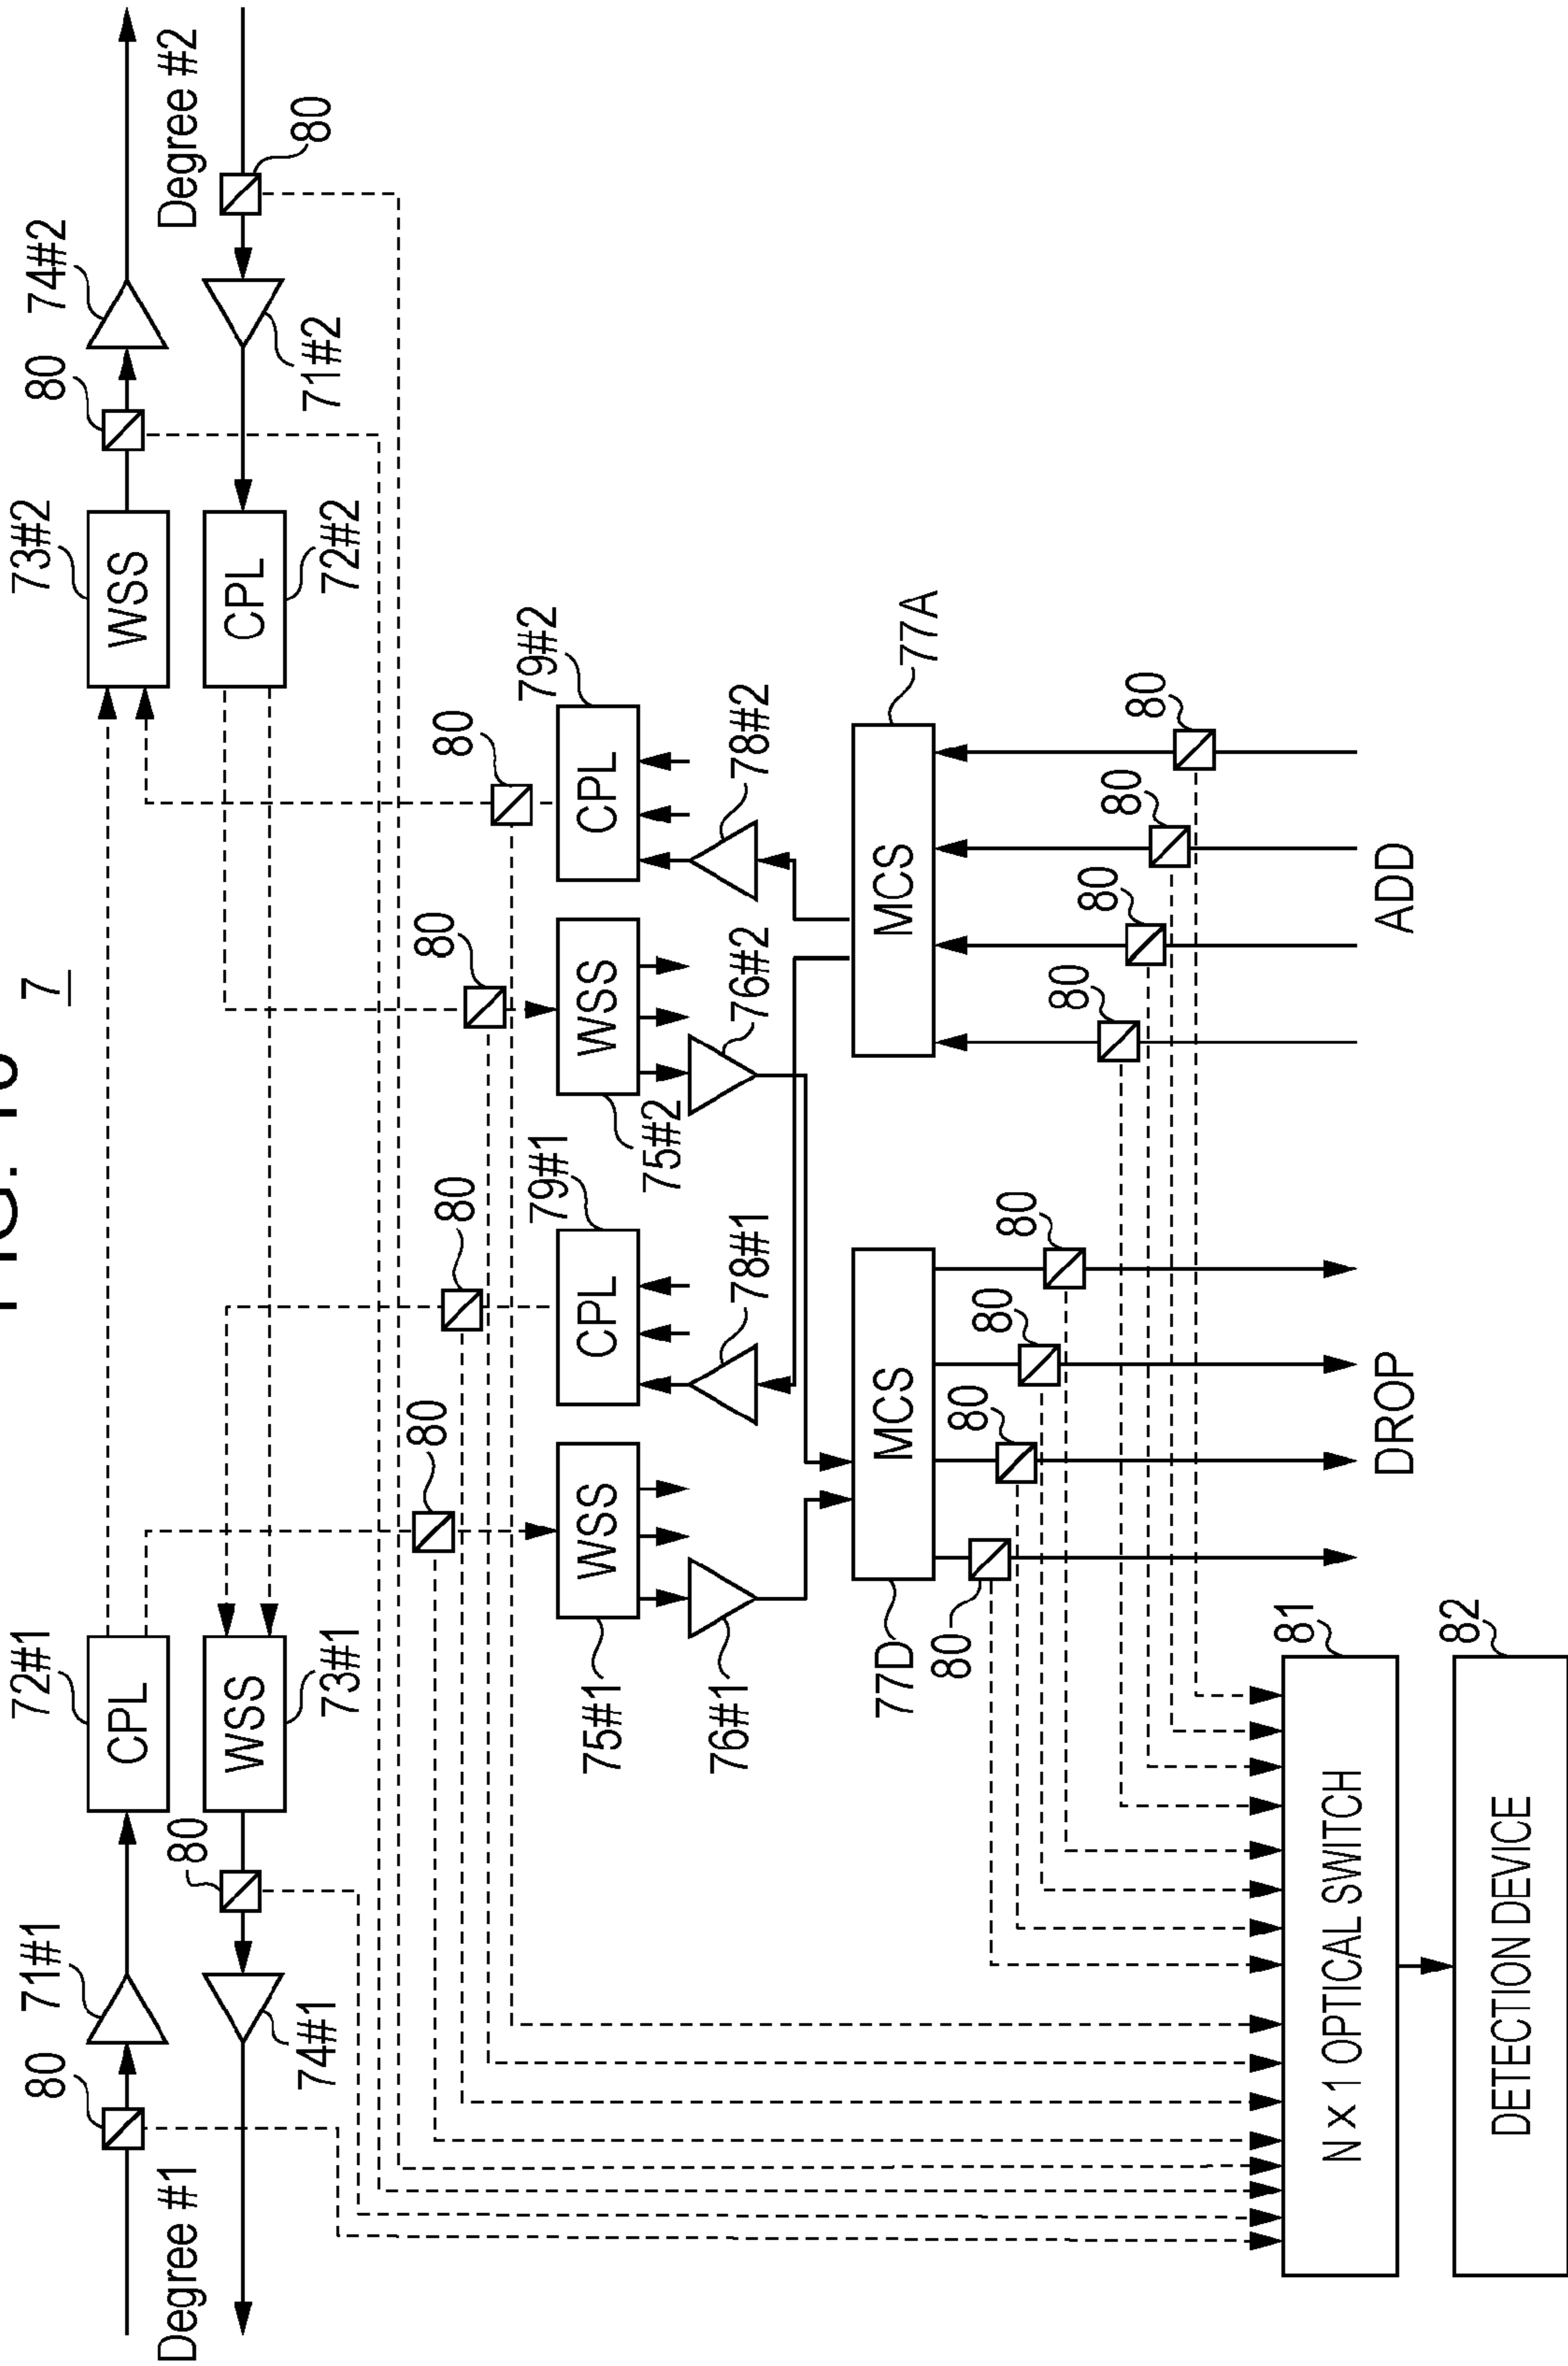 FIG.
7
80
71#1
72#1
73#2
80
74#2
Degree #1
Degree #2
74#1
80
73#1
72#2
71#2
80
CPL
WSS
WSS
CPL
80
80
80
80
75#1
79#1
75#2
79#2
WSS
CPL
WSS
CPL
76#1
78#1
76#2
78#2
77D
77A
MCS
MCS
80
80
80
80
80
80
80
80
DROP
ADD
81
N x 1 OPTICAL SWITCH
82
DETECTION DEVICE